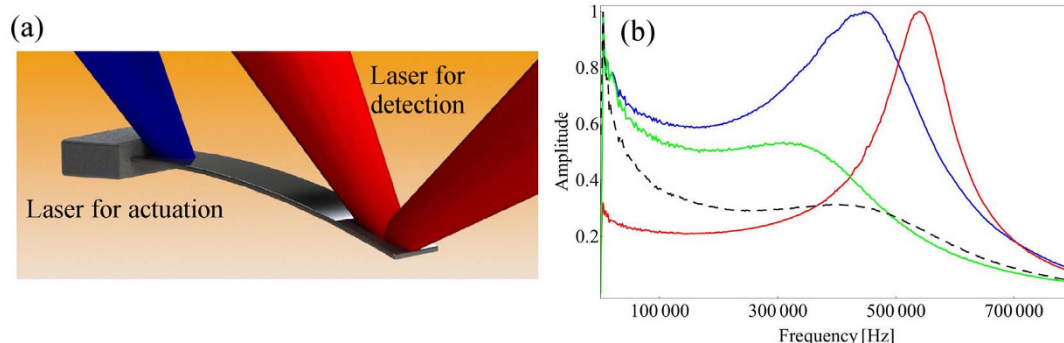 (a)
Laser for
detection
Laser for actuation
(b)
1
0.8
0.6
0.4
0.2
Amplitude
100 000
300 000
500 000
700 000
Frequency [Hz]